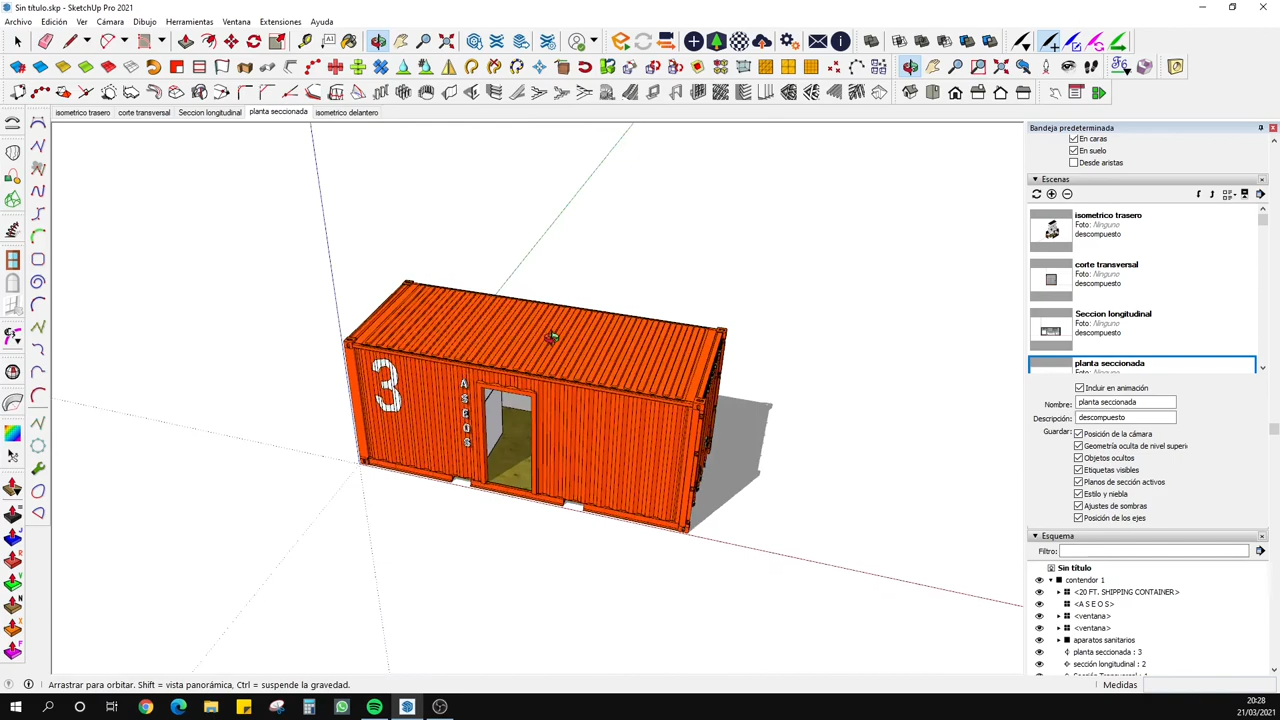 Sin título.skp - SketchUp Pro 2021
Archivo Edición Ver Cámara Dibujo Herramientas Ventana Extensiones Ayuda
isometrico trasero corte transversal Seccion longitudinal planta seccionada isometrico delantero
Bandeja predeterminada
En caras
En suelo
Desde aristas
Escenas
isometrico trasero
Foto: Ninguno
descompuesto
corte transversal
Foto: Ninguno
descompuesto
Seccion longitudinal
Foto: Ninguno
descompuesto
planta seccionada
Foto: Ninguno
Incluir en animación
Nombre: planta seccionada
Descripción: descompuesto
Guardar: Posición de la cámara
Geometría oculta de nivel superi
Objetos ocultos
Etiquetas visibles
Planos de sección activos
Estilo y niebla
Ajustes de sombras
Posición de los ejes
Esquema
Filtro:
Sin título
contendor 1
<20 FT. SHIPPING CONTAINER>
<A S E O S>
<ventana>
<ventana>
aparatos sanitarios
planta seccionada : 3
sección longitudinal : 2
3
A
S
E
O
S
Arrastrar para orbitar. Shift = vista panorámica, Ctrl = suspende la gravedad.
Medidas
20:28
21/03/2021